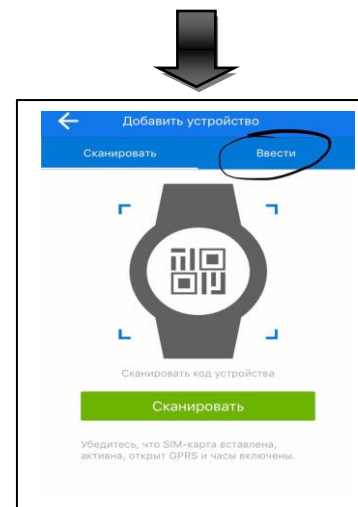 Добавить устройство
Сканировать
Ввести
Сканировать код устройства
Сканировать
Убедитесь, что SIM-карта вставлена,
активна, открыт GPRS и часы включены.